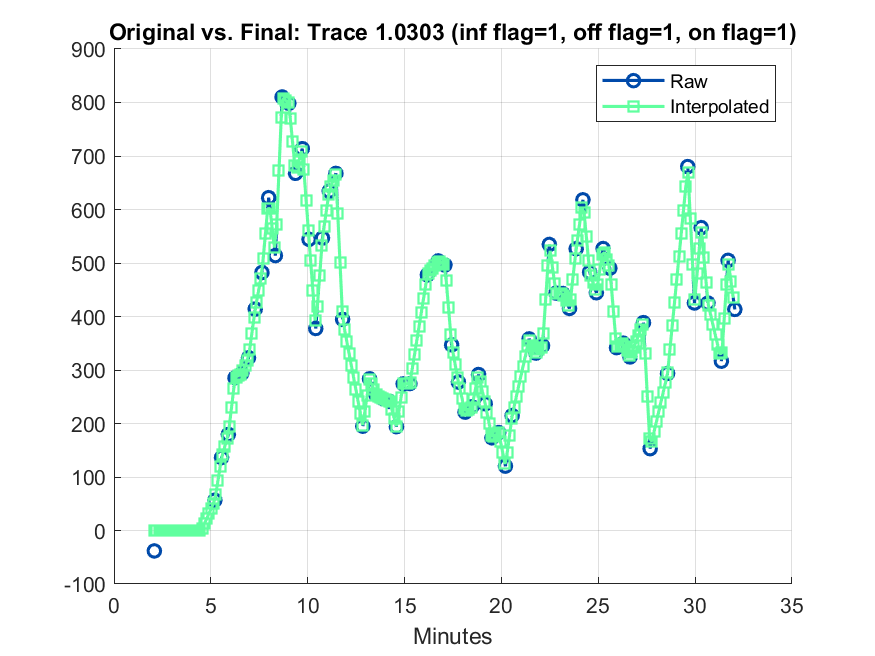 Original vs. Final: Trace 1.0303 (inf flag=1, off flag=1, on flag=1)
900
800
700
600
500
400
300
200
100
0
-100
Raw
Interpolated
0 5 10 15 20 25 30 35
Minutes